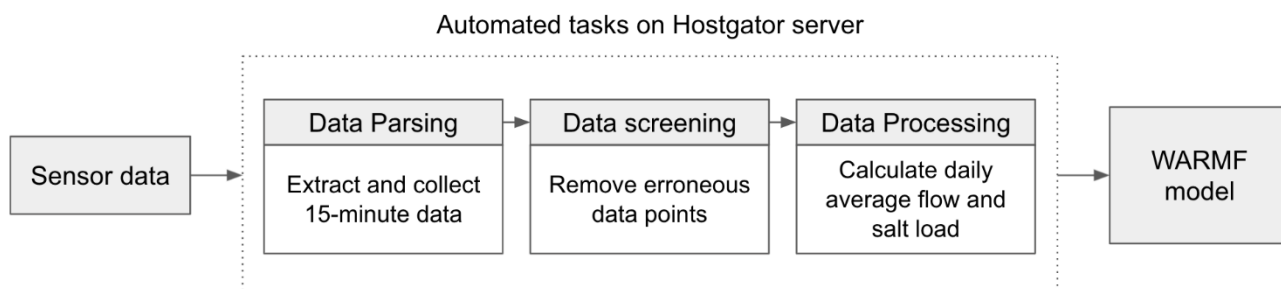 Automated tasks on Hostgator server
Sensor data
Data Parsing
Extract and collect
15-minute data
Data screening
Remove erroneous
data points
Data Processing
Calculate daily
average flow and
salt load
WARMF
model